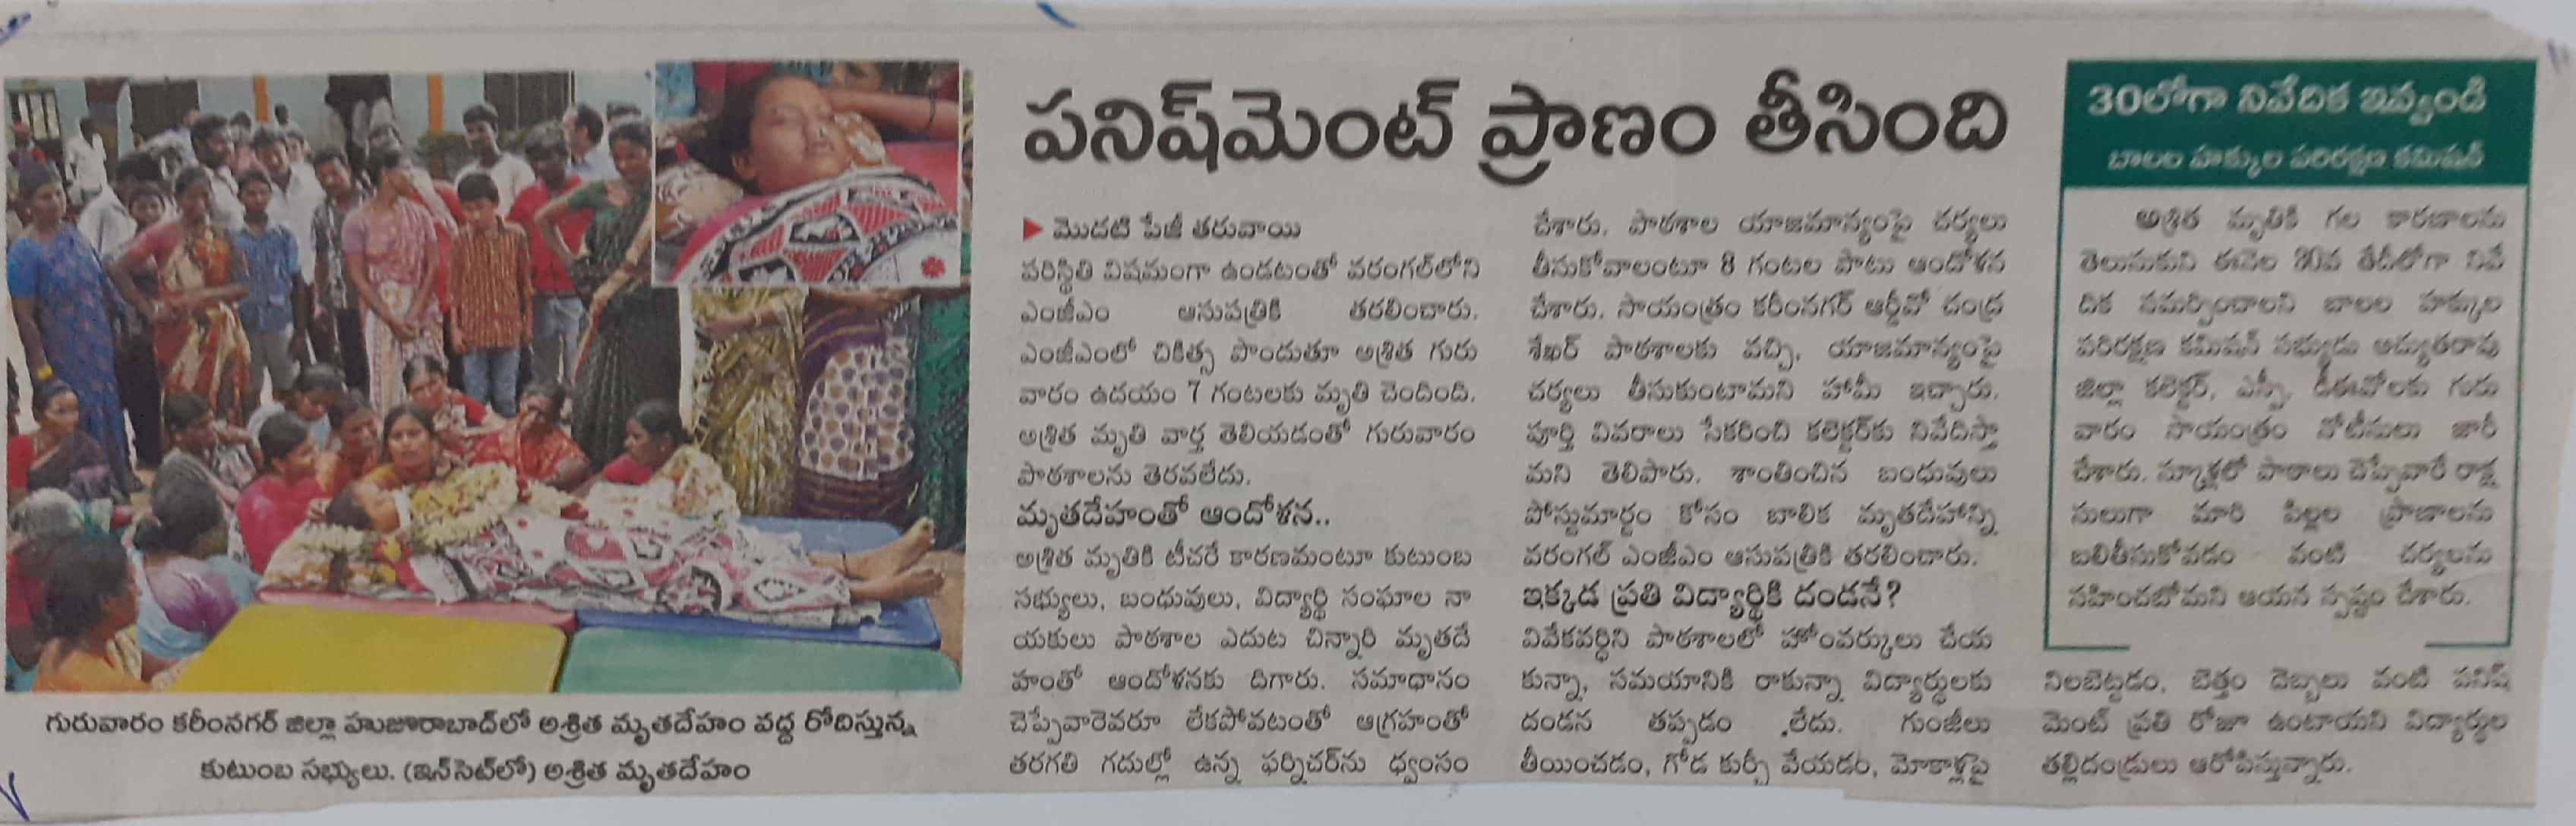 పనిష్‌మెంట్ ప్రాణం తీసింది
▶ మొదటి పేజీ తరువాయి
పరిస్థితి విషమంగా ఉండటంతో వరంగల్‌లోని
ఎంజీఎం ఆసుపత్రికి తరలించారు.
ఎంజీఎంలో చికిత్స పొందుతూ అశ్రిత గురు
వారం ఉదయం 7 గంటలకు మృతి చెందింది.
అశ్రిత మృతి వార్త తెలియడంతో గురువారం
పాఠశాలను తెరవలేదు.
మృతదేహంతో ఆందోళన..
అశ్రిత మృతికి టీచరే కారణమంటూ కుటుంబ
సభ్యులు, బంధువులు, విద్యార్థి సంఘాల నా
యకులు పాఠశాల ఎదుట చిన్నారి మృతదే
హంతో ఆందోళనకు దిగారు. సమాధానం
చెప్పేవారెవరూ లేకపోవటంతో ఆగ్రహంతో
తరగతి గదుల్లో ఉన్న ఫర్నిచర్‌ను ధ్వంసం
చేశారు. పాఠశాల యాజమాన్యంపై చర్యలు
తీసుకోవాలంటూ 8 గంటల పాటు ఆందోళన
చేశారు. సాయంత్రం కరీంనగర్ ఆర్డీవో చంద్ర
శేఖర్ పాఠశాలకు వచ్చి, యాజమాన్యంపై
చర్యలు తీసుకుంటామని హామీ ఇచ్చారు.
పూర్తి వివరాలు సేకరించి కలెక్టర్‌కు నివేదిస్తా
మని తెలిపారు. శాంతించిన బంధువులు
పోస్టుమార్టం కోసం బాలిక మృతదేహాన్ని
వరంగల్ ఎంజీఎం ఆసుపత్రికి తరలించారు.
ఇక్కడ ప్రతి విద్యార్థికి దండనే?
వివేకవర్ధిని పాఠశాలలో హోంవర్కులు చేయ
కున్నా, సమయానికి రాకున్నా విద్యార్థులకు
దండన తప్పడం లేదు. గుంజీలు
తీయించడం, గోడ కుర్చీ వేయడం, మోకాళ్లపై
నిలబెట్టడం, బెత్తం దెబ్బలు వంటి పనిష్
మెంట్ ప్రతి రోజూ ఉంటాయని విద్యార్థుల
తల్లిదండ్రులు ఆరోపిస్తున్నారు.
30లోగా నివేదిక ఇవ్వండి
బాలల హక్కుల పరిరక్షణ కమిషన్
అశ్రిత మృతికి గల కారణాలను
తెలుసుకుని ఈనెల 30వ తేదీలోగా నివే
దిక సమర్పించాలని బాలల హక్కుల
పరిరక్షణ కమిషన్ సభ్యుడు అచ్యుతరావు
జిల్లా కలెక్టర్, ఎస్పీ, డీఈవోలకు గురు
వారం సాయంత్రం నోటీసులు జారీ
చేశారు. స్కూళ్లలో పాఠాలు చెప్పేవారే రాక్ష
సులుగా మారి పిల్లల ప్రాణాలను
బలితీసుకోవడం వంటి చర్యలను
సహించబోమని ఆయన స్పష్టం చేశారు.
గురువారం కరీంనగర్ జిల్లా హుజూరాబాద్‌లో అశ్రిత మృతదేహం వద్ద రోదిస్తున్న
కుటుంబ సభ్యులు. (ఇన్‌సెట్‌లో) అశ్రిత మృతదేహం